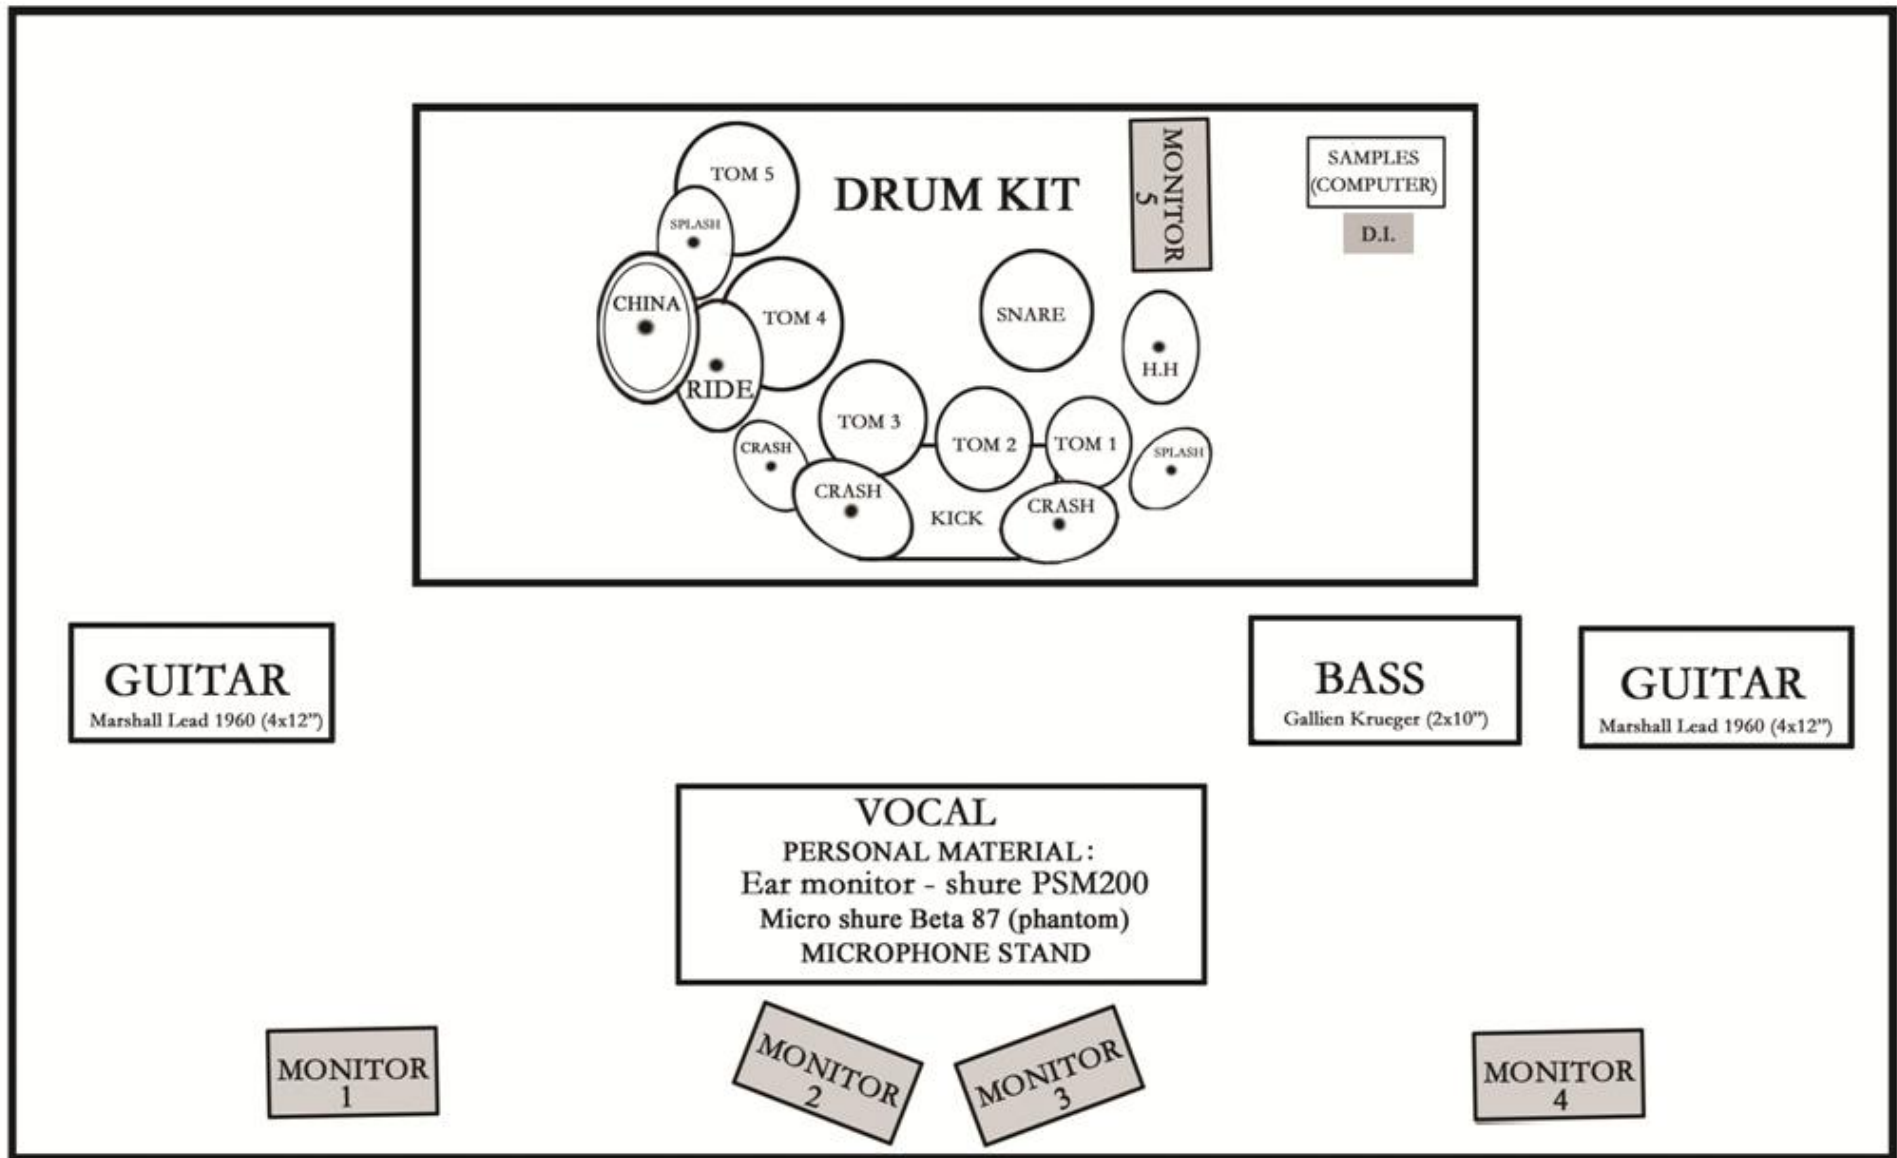 TOM 5
DRUM KIT
MONITOR
5
SAMPLES
(COMPUTER)
D.I.
SPLASH
CHINA
TOM 4
SNARE
RIDE
H.H
TOM 3
TOM 2
TOM 1
CRASH
SPLASH
CRASH
KICK
CRASH
GUITAR
Marshall Lead 1960 (4x12")
BASS
Gallien Krueger (2x10")
GUITAR
Marshall Lead 1960 (4x12")
VOCAL
PERSONAL MATERIAL:
Ear monitor - shure PSM200
Micro shure Beta 87 (phantom)
MICROPHONE STAND
MONITOR
1
MONITOR
2
MONITOR
3
MONITOR
4